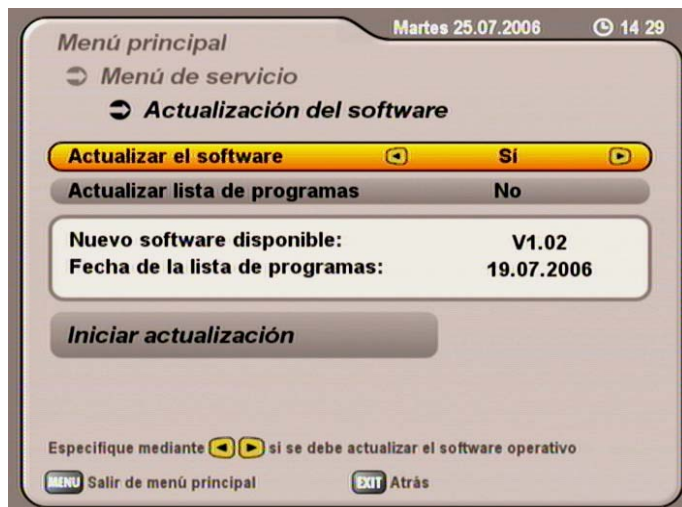 Martes 25.07.2006 14 29
Menú principal
Menú de servicio
Actualización del software
Actualizar el software Sí
Actualizar lista de programas No
Nuevo software disponible: V1.02
Fecha de la lista de programas: 19.07.2006
Iniciar actualización
Especifique mediante si se debe actualizar el software operativo
MENU Salir de menú principal EXIT Atrás